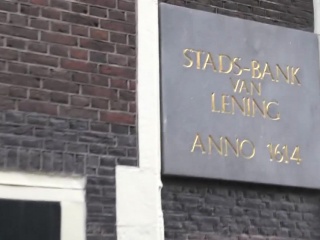 STADS-BANK
VAN
LENING
ANNO 1614